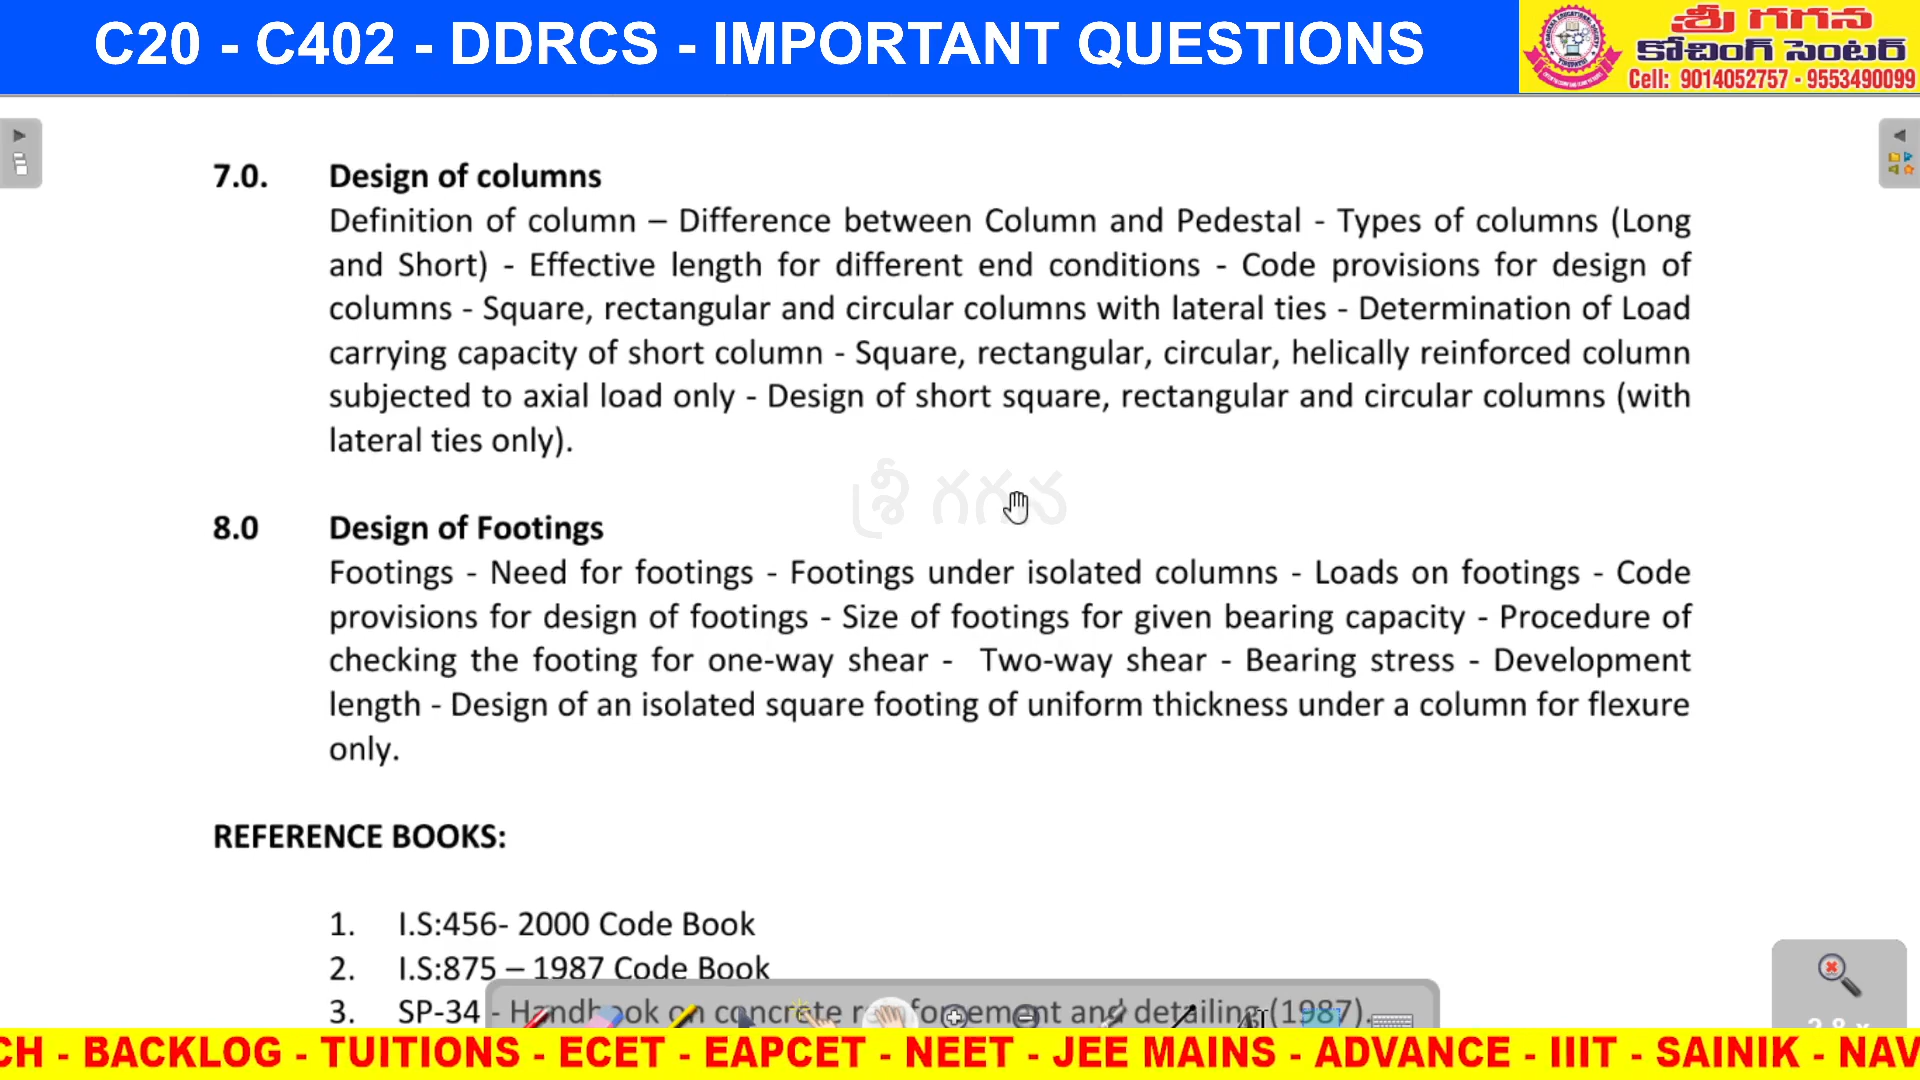 C20 - C402 - DDRCS - IMPORTANT QUESTIONS
శ్రీ గగన
కోచింగ్ సెంటర్
Cell: 9014052757 - 9553490099
7.0. Design of columns
Definition of column – Difference between Column and Pedestal - Types of columns (Long
and Short) - Effective length for different end conditions - Code provisions for design of
columns - Square, rectangular and circular columns with lateral ties - Determination of Load
carrying capacity of short column - Square, rectangular, circular, helically reinforced column
subjected to axial load only - Design of short square, rectangular and circular columns (with
lateral ties only).
శ్రీ గగన
8.0 Design of Footings
Footings - Need for footings - Footings under isolated columns - Loads on footings - Code
provisions for design of footings - Size of footings for given bearing capacity - Procedure of
checking the footing for one-way shear - Two-way shear - Bearing stress - Development
length - Design of an isolated square footing of uniform thickness under a column for flexure
only.
REFERENCE BOOKS:
1. I.S:456- 2000 Code Book
2. I.S:875 – 1987 Code Book
3. SP-34 - Handbook on concrete reinforcement and detailing (1987).
CH - BACKLOG - TUITIONS - ECET - EAPCET - NEET - JEE MAINS - ADVANCE - IIIT - SAINIK - NAV